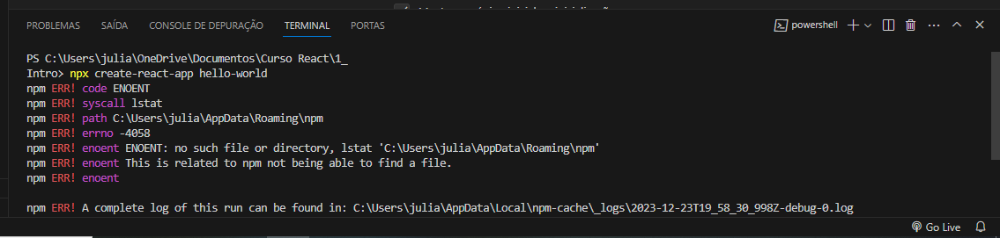 PROBLEMAS SAÍDA CONSOLE DE DEPURAÇÃO TERMINAL PORTAS powershell
PS C:\Users\julia\OneDrive\Documentos\Curso React\1_
Intro> npx create-react-app hello-world
npm ERR! code ENOENT
npm ERR! syscall lstat
npm ERR! path C:\Users\julia\AppData\Roaming\npm
npm ERR! errno -4058
npm ERR! enoent ENOENT: no such file or directory, lstat 'C:\Users\julia\AppData\Roaming\npm'
npm ERR! enoent This is related to npm not being able to find a file.
npm ERR! enoent
npm ERR! A complete log of this run can be found in: C:\Users\julia\AppData\Local\npm-cache\_logs\2023-12-23T19_58_30_998Z-debug-0.log
Go Live